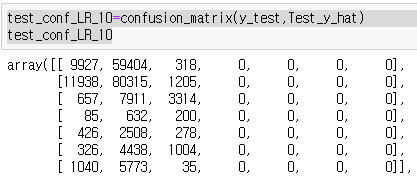 test_conf_LR_10=confusion_matrix(y_test,Test_y_hat)
test_conf_LR_10
array([[ 9927, 59404, 318, 0, 0, 0, 0],
[11938, 80315, 1205, 0, 0, 0, 0],
[ 657, 7911, 3314, 0, 0, 0, 0],
[ 85, 632, 200, 0, 0, 0, 0],
[ 426, 2508, 278, 0, 0, 0, 0],
[ 326, 4438, 1004, 0, 0, 0, 0],
[ 1040, 5773, 35, 0, 0, 0, 0]],